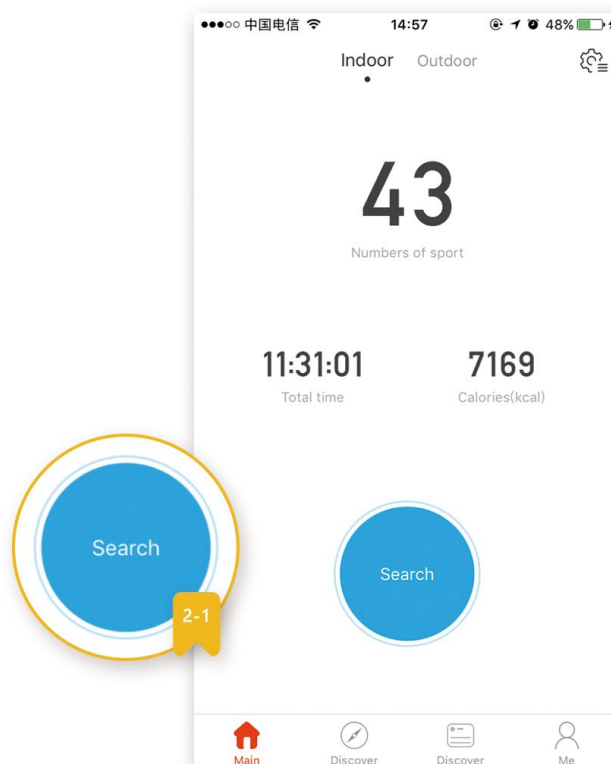 中国电信 14:57 48%
Indoor Outdoor
43
Numbers of sport
11:31:01 7169
Total time Calories(kcal)
Search
2-1
Search
Main Discover Discover Me